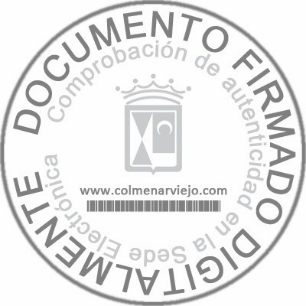 DOCUMENTO FIRMADO DIGITALMENTE
Comprobación de autenticidad en la Sede Electrónica
www.colmenarviejo.com